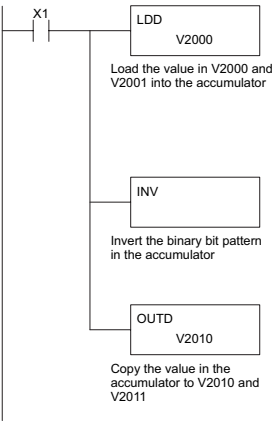 X1
LDD
V2000
Load the value in V2000 and
V2001 into the accumulator
INV
Invert the binary bit pattern
in the accumulator
OUTD
V2010
Copy the value in the
accumulator to V2010 and
V2011